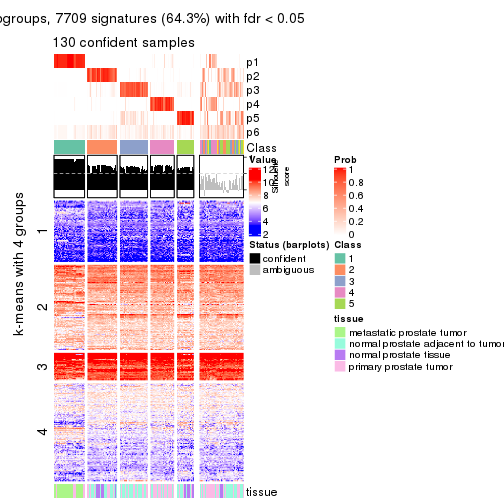 ogroups, 7709 signatures (64.3%) with fdr < 0.05
130 confident samples
p1
p2
p3
p4
p5
p6
Class
Value
12
8
6
4
2
Silhouette
score
Prob
1
0.8
0.6
0.4
0.2
0
Status (barplots)
confident
ambiguous
Class
1
2
3
4
5
tissue
metastatic prostate tumor
normal prostate adjacent to tumor
normal prostate tissue
primary prostate tumor
k-means with 4 groups
1
2
3
4
tissue